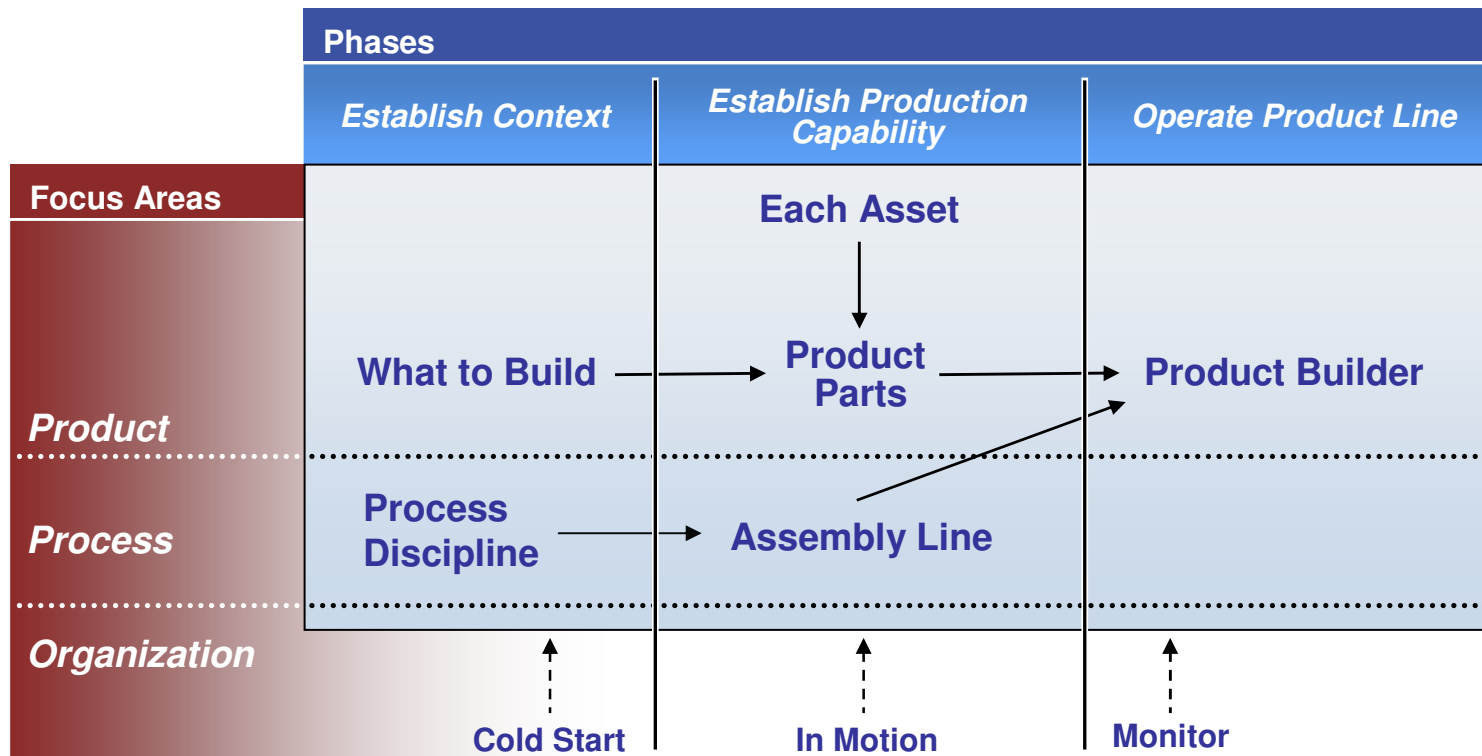 Phases
Establish Context
Establish Production
Capability
Operate Product Line
Focus Areas
Each Asset
What to Build
Product
Parts
Product Builder
Product
Process
Discipline
Assembly Line
Process
Organization
Cold Start
In Motion
Monitor